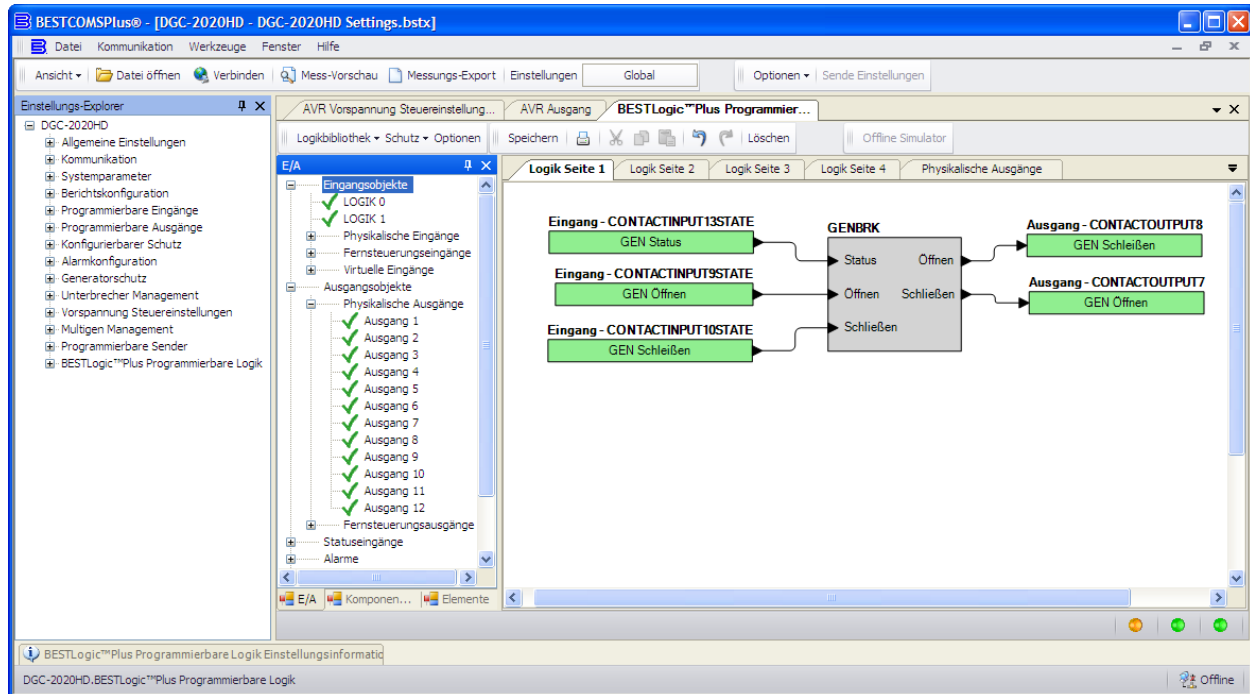 BESTCOMSPlus® - [DGC-2020HD - DGC-2020HD Settings.bstx]
Datei Kommunikation Werkzeuge Fenster Hilfe
Ansicht Datei öffnen Verbinden Mess-Vorschau Messungs-Export Einstellungen Global Optionen Sende Einstellungen
Einstellungs-Explorer
DGC-2020HD
Allgemeine Einstellungen
Kommunikation
Systemparameter
Berichtskonfiguration
Programmierbare Eingänge
Programmierbare Ausgänge
Konfigurierbarer Schutz
Alarmkonfiguration
Generatorschutz
Unterbrecher Management
Vorspannung Steuereinstellungen
Multigen Management
Programmierbare Sender
BESTLogic™Plus Programmierbare Logik
AVR Vorspannung Steuereinstellung... AVR Ausgang BESTLogic™Plus Programmier...
Logikbibliothek Schutz Optionen Speichern Löschen Offline Simulator
E/A
Eingangsobjekte
LOGIK 0
LOGIK 1
Physikalische Eingänge
Fernsteuerungseingänge
Virtuelle Eingänge
Ausgangsobjekte
Physikalische Ausgänge
Ausgang 1
Ausgang 2
Ausgang 3
Ausgang 4
Ausgang 5
Ausgang 6
Ausgang 7
Ausgang 8
Ausgang 9
Ausgang 10
Ausgang 11
Ausgang 12
Fernsteuerungsausgänge
Statuseingänge
Alarme
E/A Komponen... Elemente
Logik Seite 1 Logik Seite 2 Logik Seite 3 Logik Seite 4 Physikalische Ausgänge
Eingang - CONTACTINPUT13STATE
GEN Status
Eingang - CONTACTINPUT9STATE
GEN Öffnen
Eingang - CONTACTINPUT10STATE
GEN Schleißen
GENBRK
Status Öffnen
Öffnen Schließen
Schließen
Ausgang - CONTACTOUTPUT8
GEN Schleißen
Ausgang - CONTACTOUTPUT7
GEN Öffnen
BESTLogic™Plus Programmierbare Logik Einstellungsinformatio
DGC-2020HD.BESTLogic™Plus Programmierbare Logik Offline